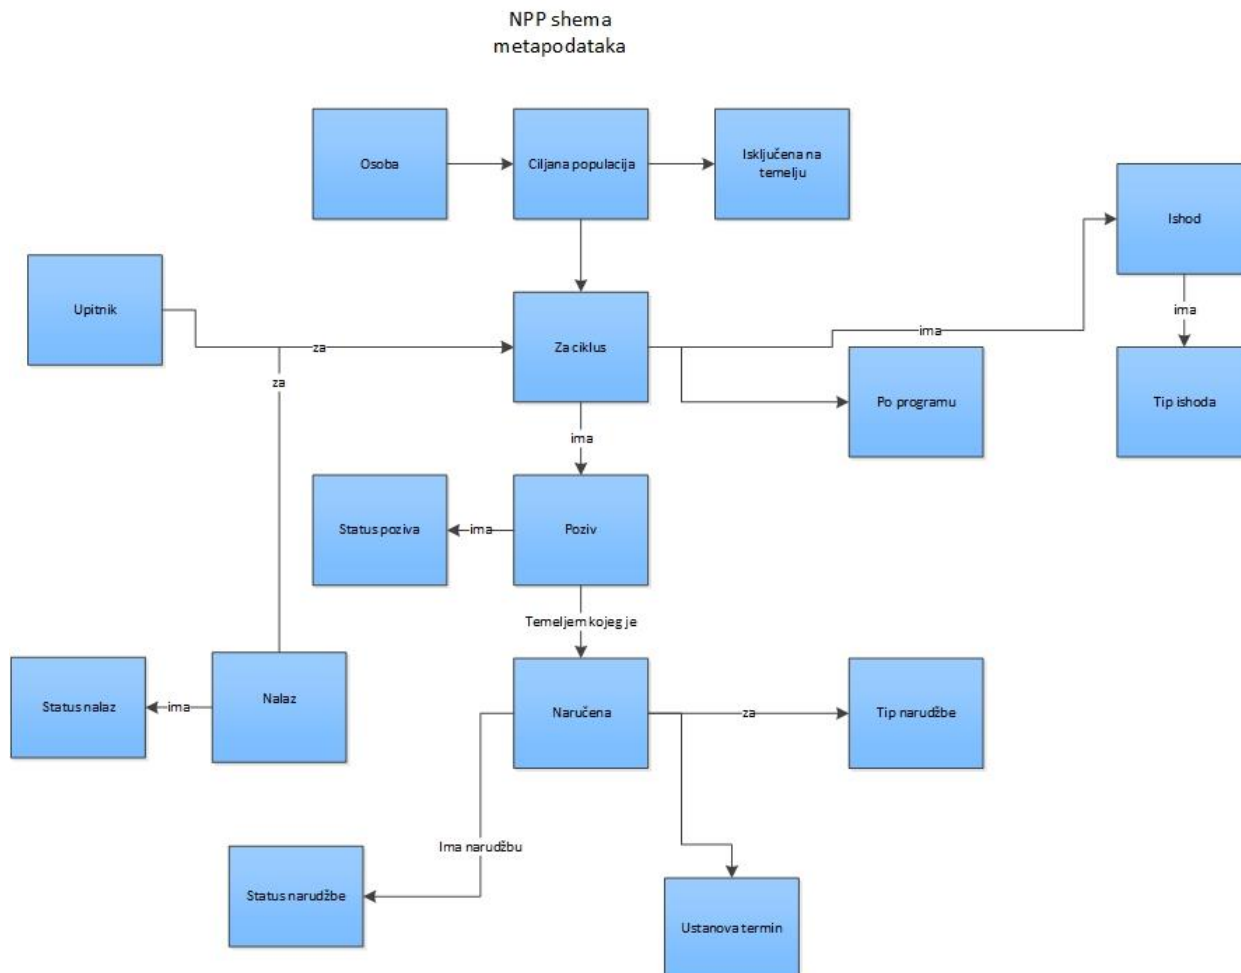 NPP shema
metapodataka
Osoba
Ciljana populacija
Isključena na
temelju
Ishod
Upitnik
ima
Za ciklus
ima
za
za
Po programu
Tip ishoda
ima
Status poziva
ima
Poziv
Temeljem kojeg je
Status nalaz
ima
Nalaz
Naručena
za
Tip narudžbe
Ima narudžbu
Status narudžbe
Ustanova termin